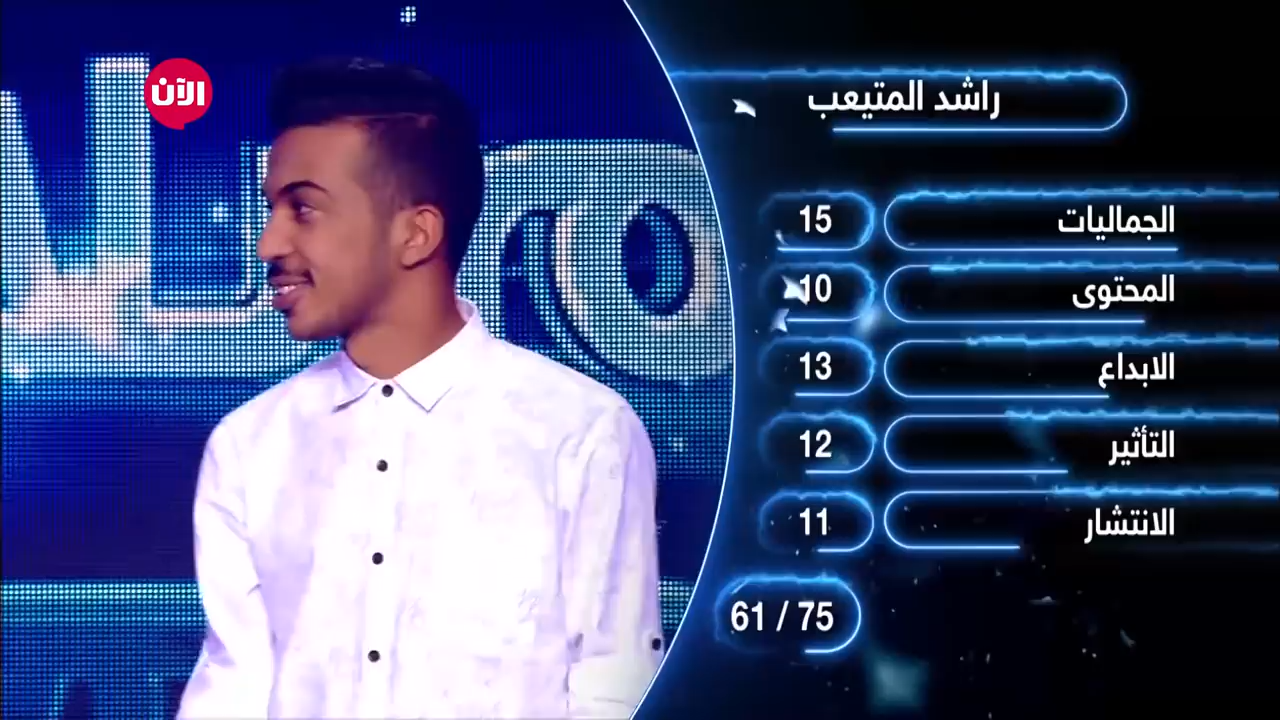 الآن
راشد المتيعب
الجماليات 15
المحتوى 10
الابداع 13
التأثير 12
الانتشار 11
61 / 75